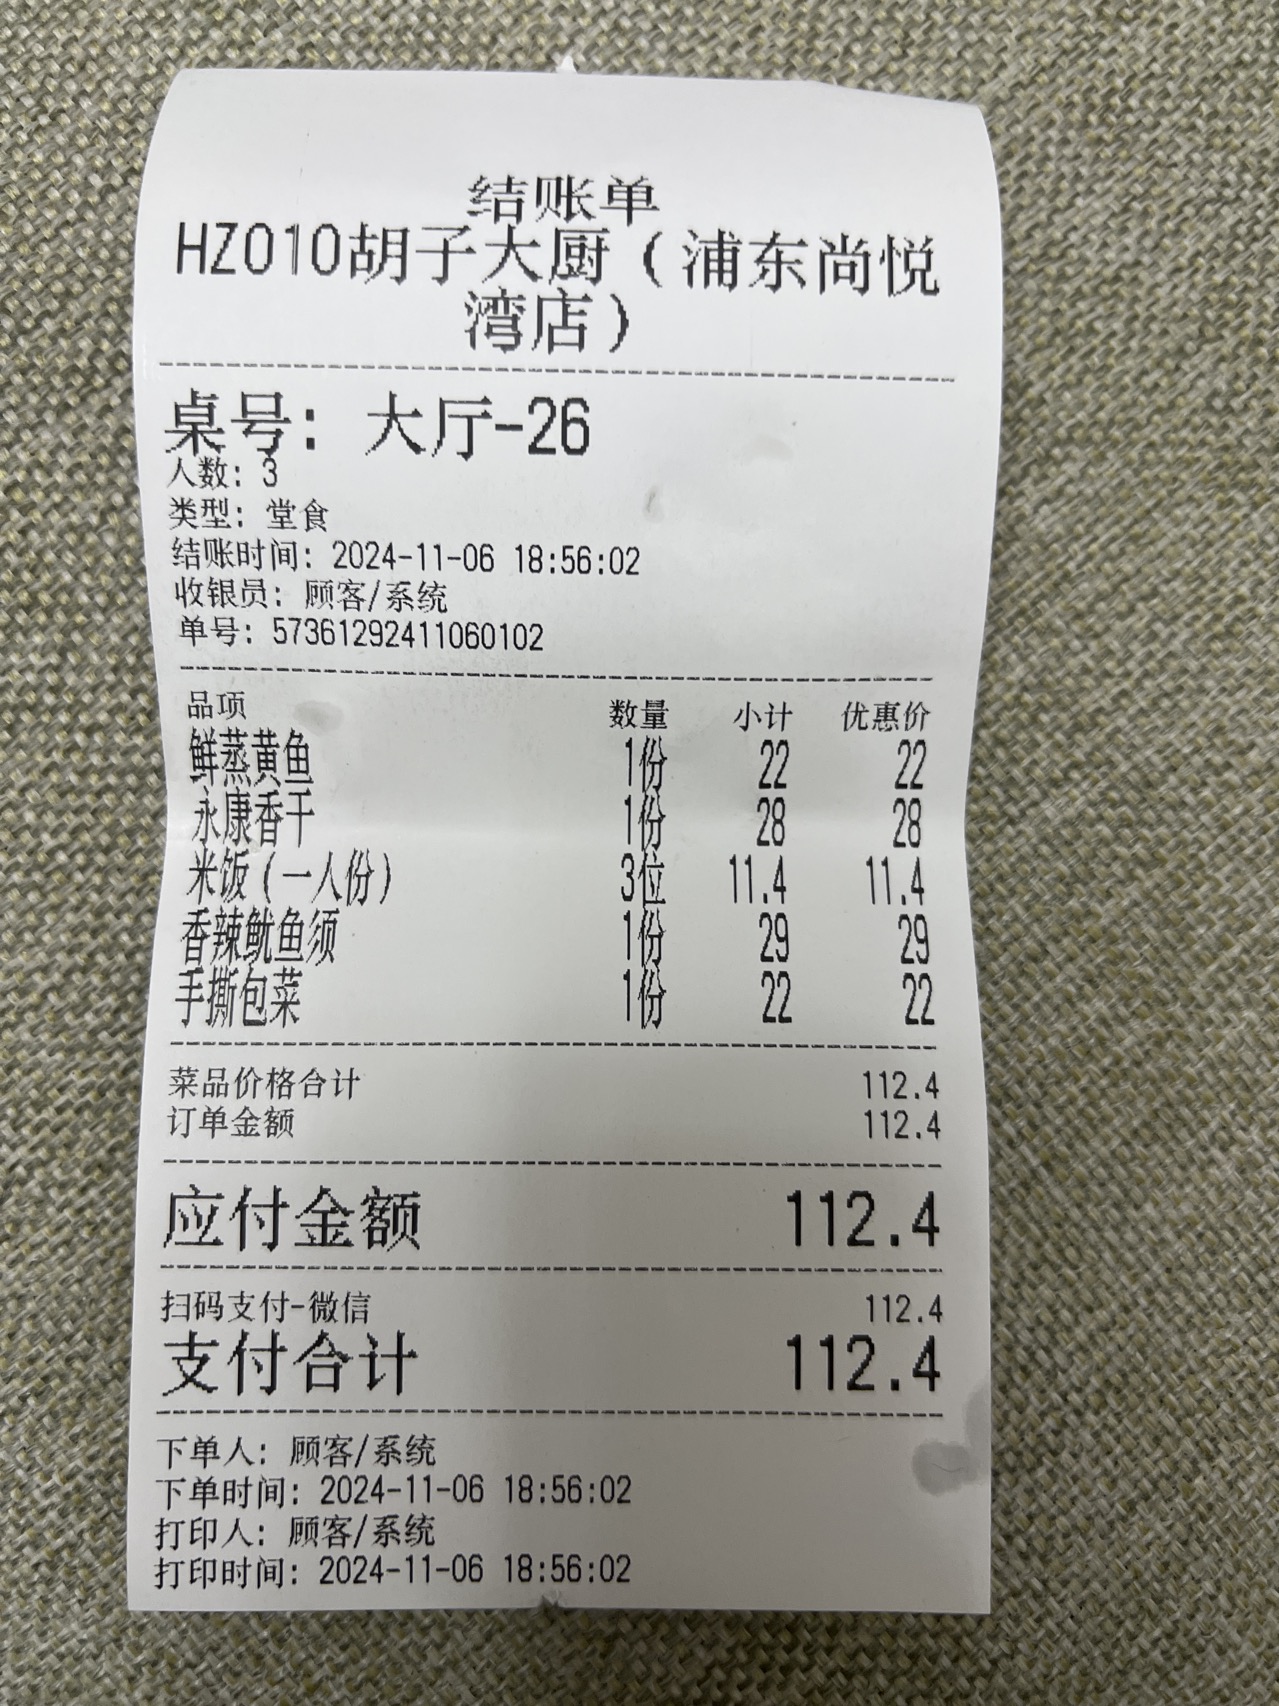 结账单
HZ010胡子大厨（浦东尚悦
湾店）
桌号： 大厅-26
人数：3
类型：堂食
结账时间：2024-11-06 18:56:02
收银员：顾客/系统
单号：57361292411060102
品项 数量 小计 优惠价
鲜蒸黄鱼 1份 22 22
永康香干 1份 28 28
米饭（一人份） 3位 11.4 11.4
香辣鱿鱼须 1份 29 29
手撕包菜 1份 22 22
菜品价格合计 112.4
订单金额 112.4
应付金额 112.4
扫码支付-微信 112.4
支付合计 112.4
下单人：顾客/系统
下单时间：2024-11-06 18:56:02
打印人：顾客/系统
打印时间：2024-11-06 18:56:02